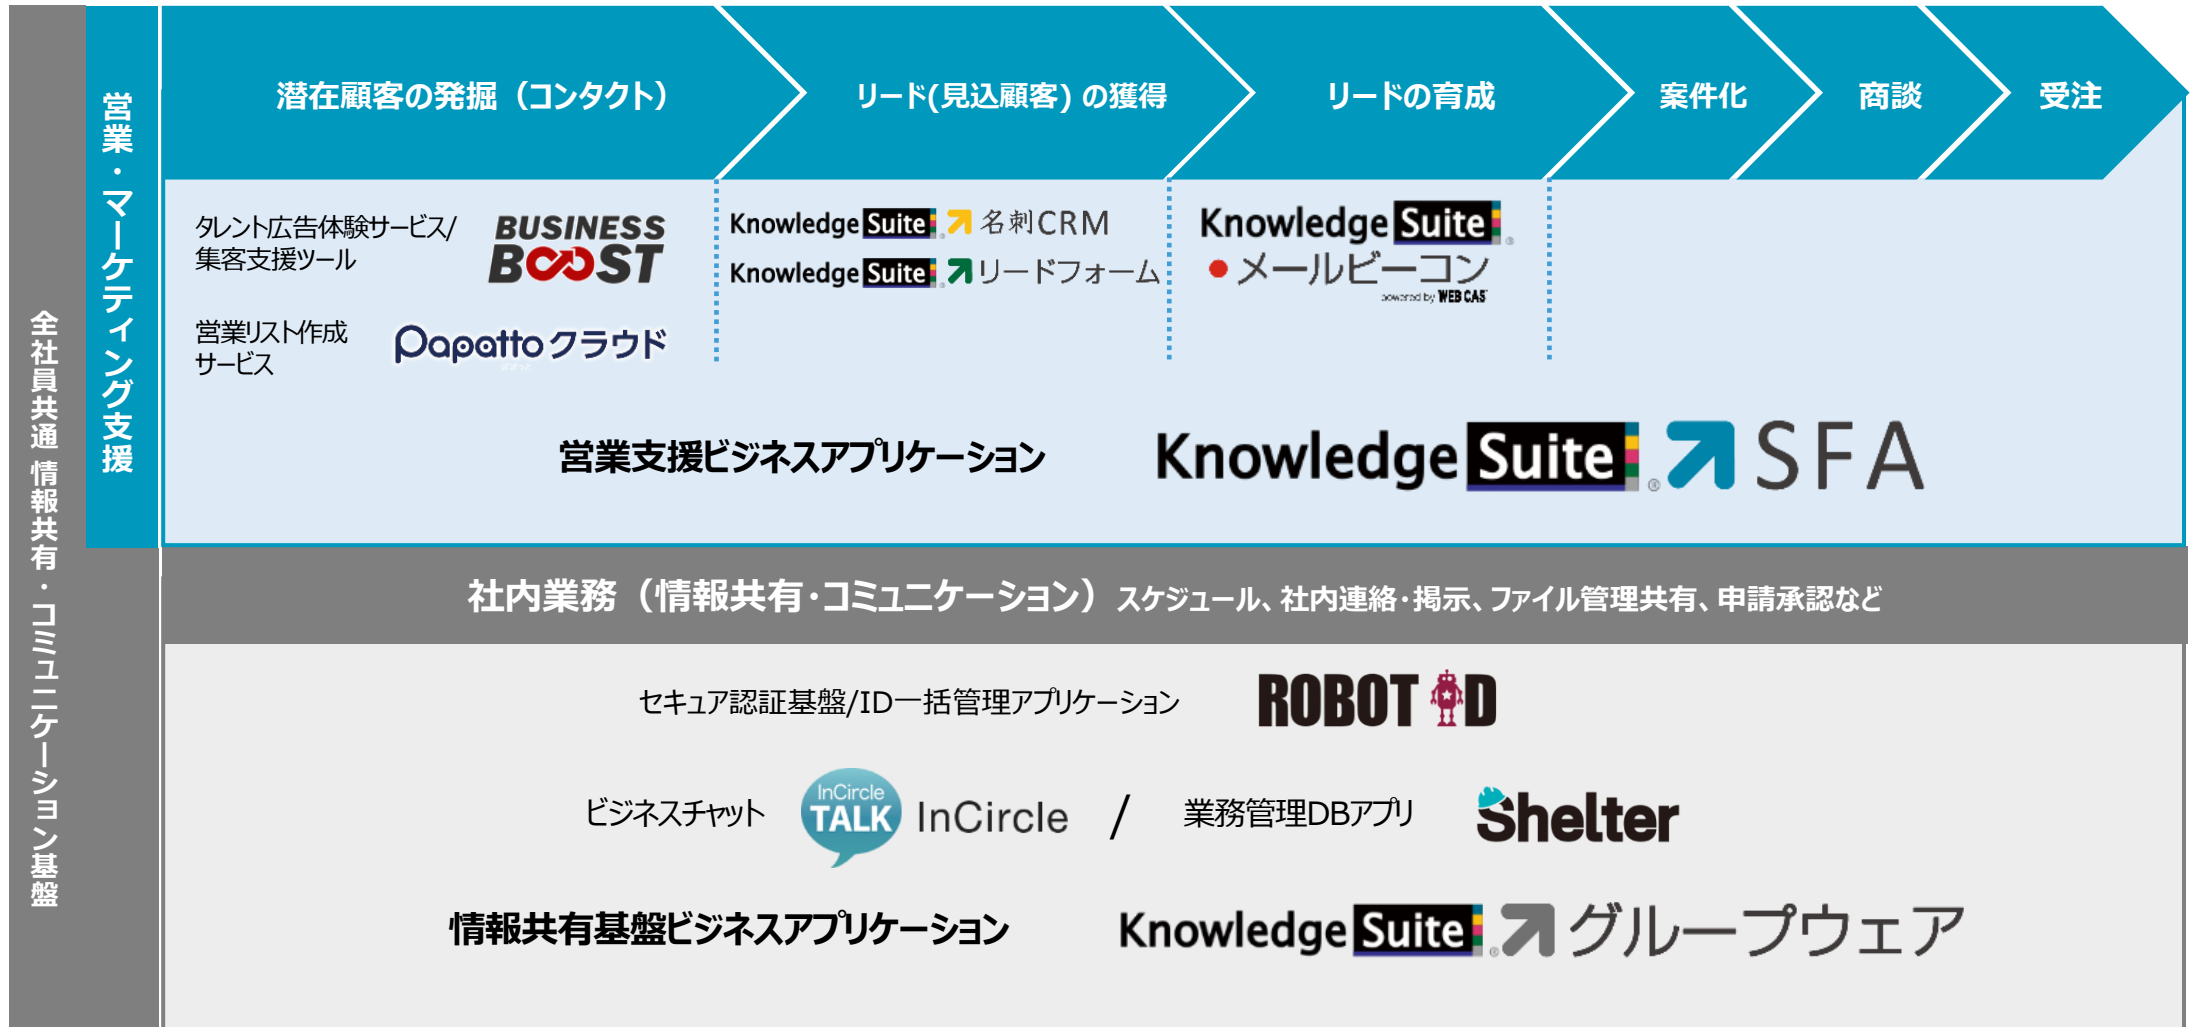 全社員共通 情報共有・コミュニケーション基盤
営業・マーケティング支援
潜在顧客の発掘（コンタクト）
リード(見込顧客) の獲得
リードの育成
案件化
商談
受注
タレント広告体験サービス/
集客支援ツール
BUSINESS
BOOST
営業リスト作成
サービス
Papattoクラウド
Knowledge Suite® 名刺CRM
Knowledge Suite® リードフォーム
Knowledge Suite®
メールビーコン
powered by WEB CAS
営業支援ビジネスアプリケーション
Knowledge Suite® SFA
社内業務（情報共有・コミュニケーション）スケジュール、社内連絡・掲示、ファイル管理共有、申請承認など
セキュア認証基盤/ID一括管理アプリケーション
ROBOT ID
ビジネスチャット
InCircle
TALK
InCircle
/
業務管理DBアプリ
Shelter
情報共有基盤ビジネスアプリケーション
Knowledge Suite® グループウェア